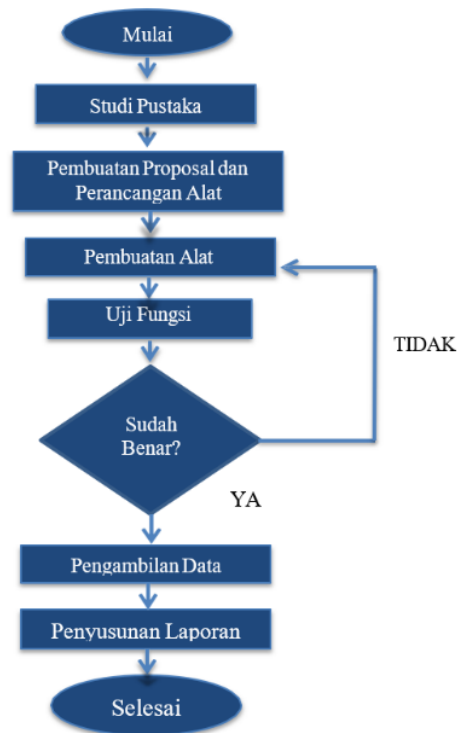 Mulai
Studi Pustaka
Pembuatan Proposal dan
Perancangan Alat
Pembuatan Alat
Uji Fungsi
TIDAK
Sudah
Benar?
YA
Pengambilan Data
Penyusunan Laporan
Selesai